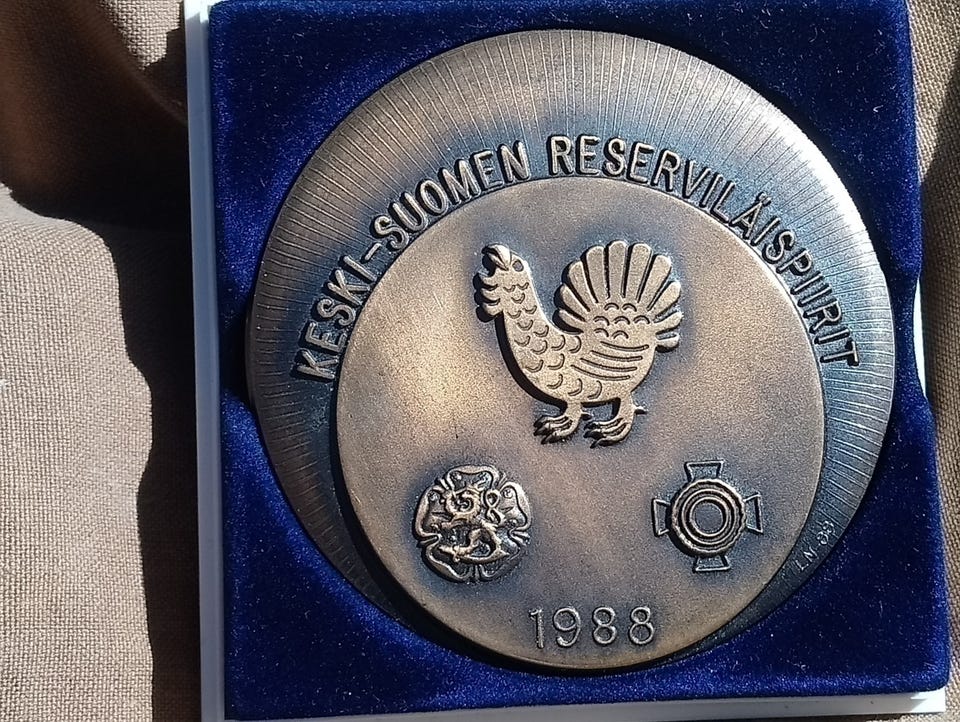 KESKI-SUOMEN RESERVILÄISPIIRIT
1988